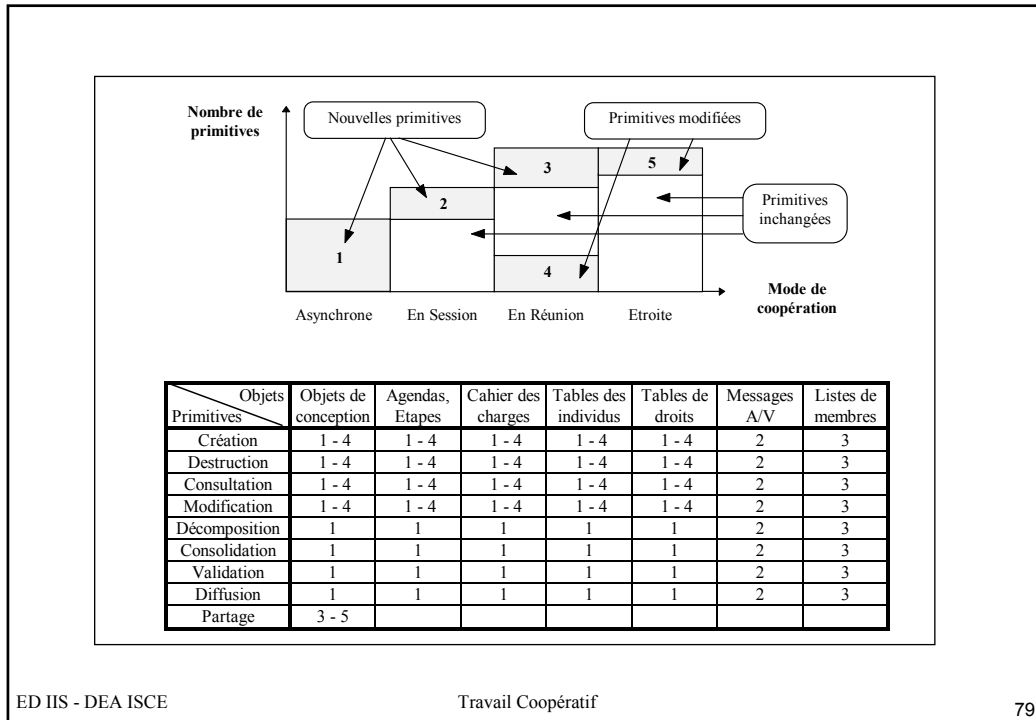 Nombre de
primitives
Nouvelles primitives
Primitives modifiées
3
5
2
Primitives
inchangées
1
4
Mode de
coopération
Asynchrone En Session En Réunion Etroite
Objets Objets de Agendas, Cahier des Tables des Tables de Messages Listes de
Primitives conception Etapes charges individus droits A/V membres
Création 1 - 4 1 - 4 1 - 4 1 - 4 1 - 4 2 3
Destruction 1 - 4 1 - 4 1 - 4 1 - 4 1 - 4 2 3
Consultation 1 - 4 1 - 4 1 - 4 1 - 4 1 - 4 2 3
Modification 1 - 4 1 - 4 1 - 4 1 - 4 1 - 4 2 3
Décomposition 1 1 1 1 1 2 3
Consolidation 1 1 1 1 1 2 3
Validation 1 1 1 1 1 2 3
Diffusion 1 1 1 1 1 2 3
Partage 3 - 5
ED IIS - DEA ISCE Travail Coopératif 79